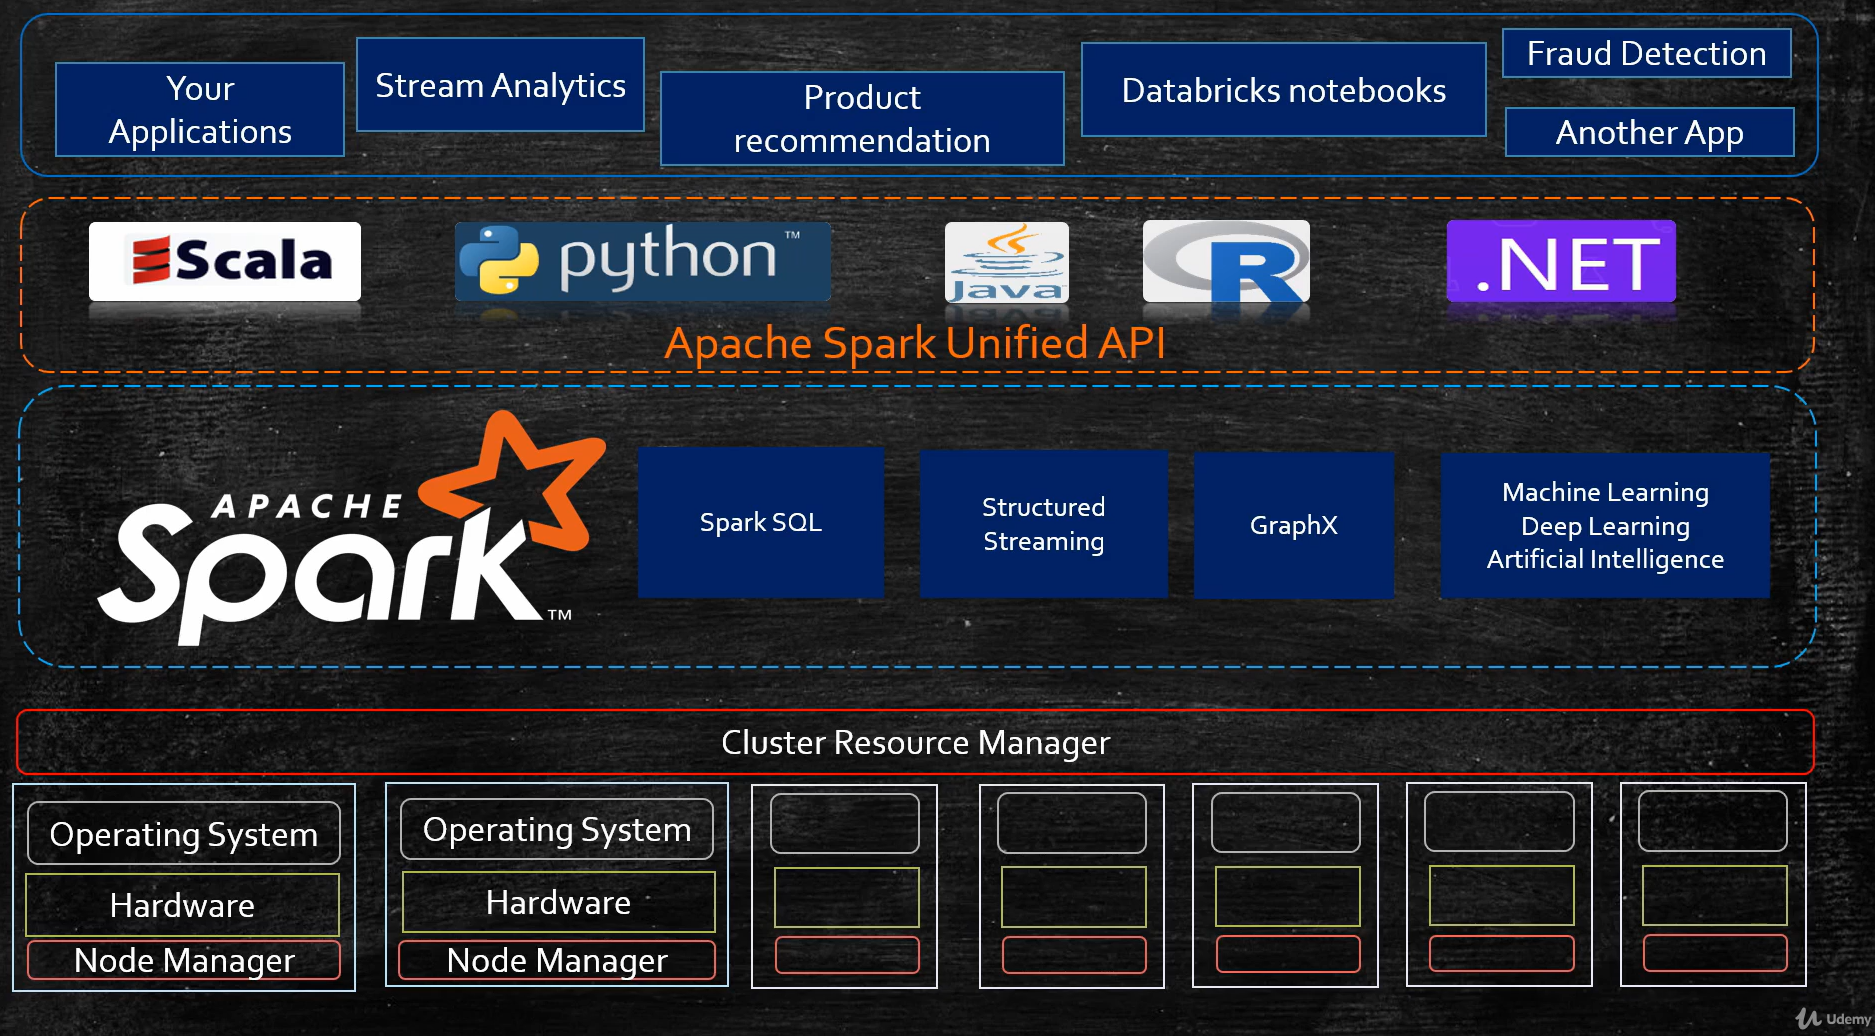 Your
Applications
Stream Analytics
Product
recommendation
Databricks notebooks
Fraud Detection
Another App
Scala
python™
Java
R
.NET
Apache Spark Unified API
APACHE
Spark™
Spark SQL
Structured
Streaming
GraphX
Machine Learning
Deep Learning
Artificial Intelligence
Cluster Resource Manager
Operating System
Hardware
Node Manager
Operating System
Hardware
Node Manager
Udemy